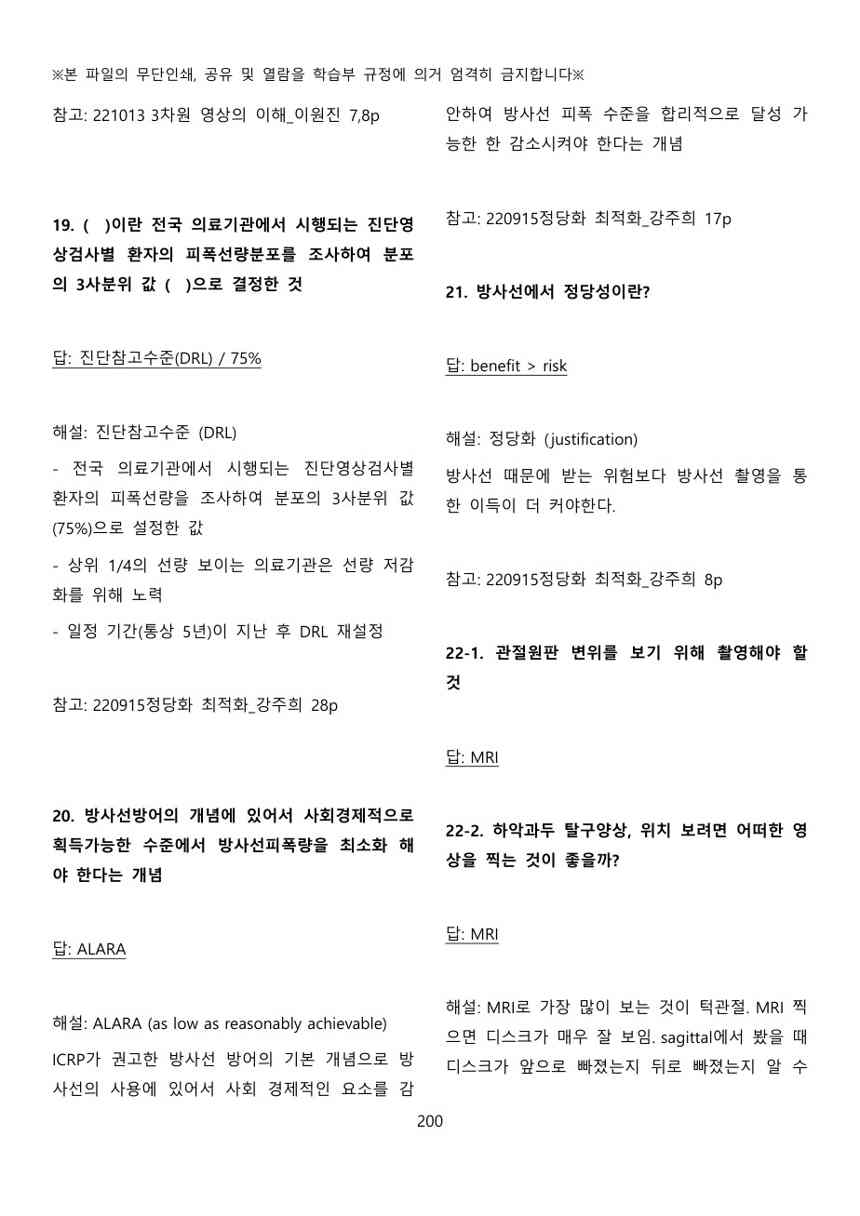 ※본 파일의 무단인쇄, 공유 및 열람을 학습부 규정에 의거 엄격히 금지합니다※
참고: 221013 3차원 영상의 이해_이원진 7,8p
19. (   )이란 전국 의료기관에서 시행되는 진단영
상검사별 환자의 피폭선량분포를 조사하여 분포
의 3사분위 값 (   )으로 결정한 것
답: 진단참고수준(DRL) / 75%
해설: 진단참고수준 (DRL)
- 전국 의료기관에서 시행되는 진단영상검사별
환자의 피폭선량을 조사하여 분포의 3사분위 값
(75%)으로 설정한 값
- 상위 1/4의 선량 보이는 의료기관은 선량 저감
화를 위해 노력
- 일정 기간(통상 5년)이 지난 후 DRL 재설정
참고: 220915정당화 최적화_강주희 28p
20. 방사선방어의 개념에 있어서 사회경제적으로
획득가능한 수준에서 방사선피폭량을 최소화 해
야 한다는 개념
답: ALARA
해설: ALARA (as low as reasonably achievable)
ICRP가 권고한 방사선 방어의 기본 개념으로 방
사선의 사용에 있어서 사회 경제적인 요소를 감
안하여 방사선 피폭 수준을 합리적으로 달성 가
능한 한 감소시켜야 한다는 개념
참고: 220915정당화 최적화_강주희 17p
21. 방사선에서 정당성이란?
답: benefit > risk
해설: 정당화 (justification)
방사선 때문에 받는 위험보다 방사선 촬영을 통
한 이득이 더 커야한다.
참고: 220915정당화 최적화_강주희 8p
22-1. 관절원판 변위를 보기 위해 촬영해야 할
것
답: MRI
22-2. 하악과두 탈구양상, 위치 보려면 어떠한 영
상을 찍는 것이 좋을까?
답: MRI
해설: MRI로 가장 많이 보는 것이 턱관절. MRI 찍
으면 디스크가 매우 잘 보임. sagittal에서 봤을 때
디스크가 앞으로 빠졌는지 뒤로 빠졌는지 알 수
200